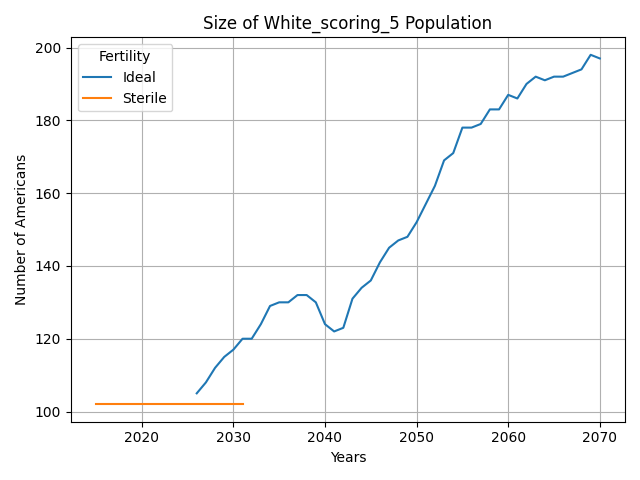 Size of White_scoring_5 Population
Number of Americans
200
180
160
140
120
100
Fertility
Ideal
Sterile
2020 2030 2040 2050 2060 2070
Years